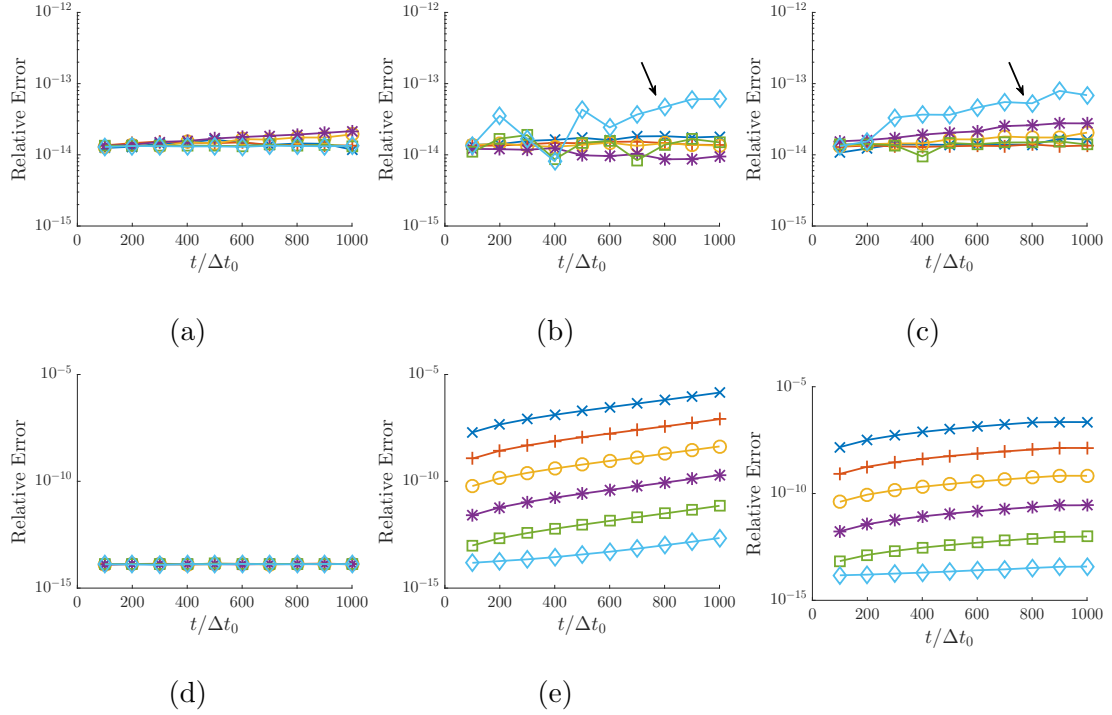 10^{-12}
10^{-13}
10^{-14}
10^{-15}
Relative Error
0 200 400 600 800 1000
t/Δt_0
(a)
10^{-12}
10^{-13}
10^{-14}
10^{-15}
Relative Error
0 200 400 600 800 1000
t/Δt_0
(b)
10^{-12}
10^{-13}
10^{-14}
10^{-15}
Relative Error
0 200 400 600 800 1000
t/Δt_0
(c)
10^{-5}
10^{-10}
10^{-15}
Relative Error
0 200 400 600 800 1000
t/Δt_0
(d)
10^{-5}
10^{-10}
10^{-15}
Relative Error
0 200 400 600 800 1000
t/Δt_0
(e)
10^{-5}
10^{-10}
10^{-15}
Relative Error
0 200 400 600 800 1000
t/Δt_0